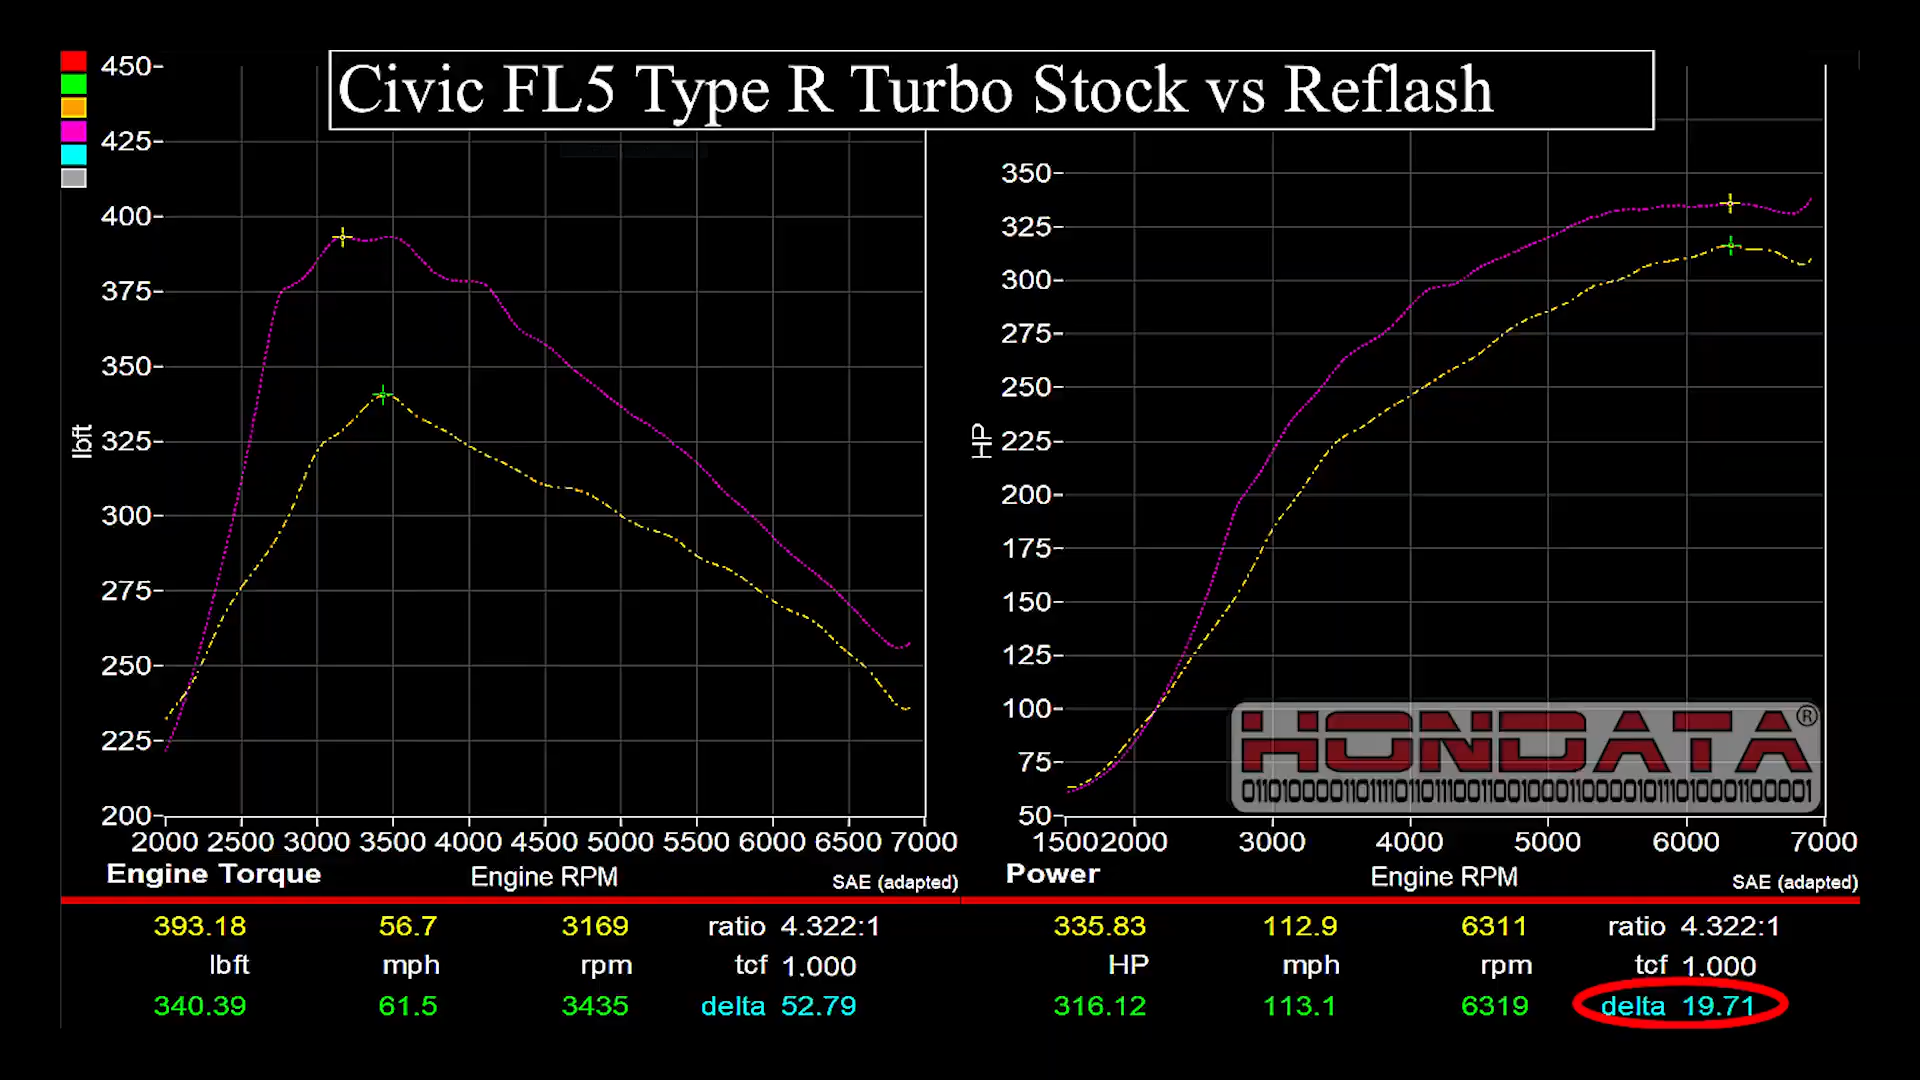 Civic FL5 Type R Turbo Stock vs Reflash
450
425
400
375
350
325
300
275
250
225
200
lbft
2000 2500 3000 3500 4000 4500 5000 5500 6000 6500 7000
Engine Torque
Engine RPM
SAE (adapted)
350
325
300
275
250
225
200
175
150
125
100
75
50
HP
1500 2000 3000 4000 5000 6000 7000
Power
Engine RPM
SAE (adapted)
HONDATA®
393.18 56.7 3169 ratio 4.322:1
lbft mph rpm tcf 1.000
340.39 61.5 3435 delta 52.79
335.83 112.9 6311 ratio 4.322:1
HP mph rpm tcf 1.000
316.12 113.1 6319 delta 19.71